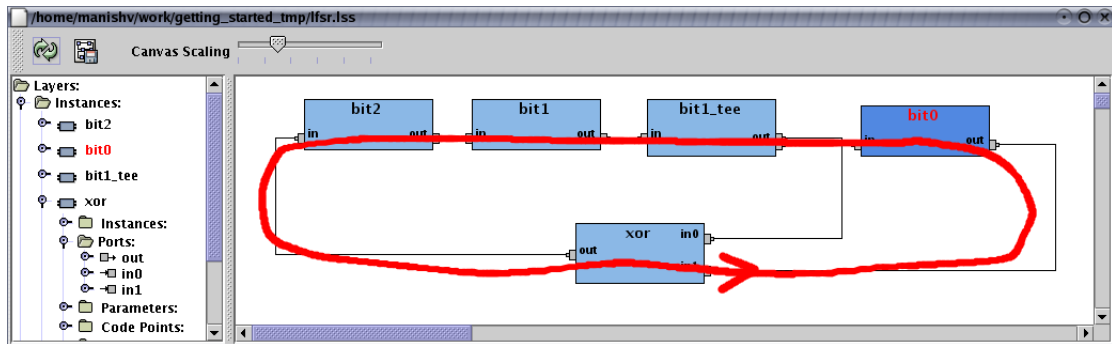 /home/manishv/work/getting_started_tmp/lfsr.lss
Canvas Scaling
Layers:
Instances:
bit2
bit0
bit1_tee
xor
Instances:
Ports:
out
in0
in1
Parameters:
Code Points:
bit2
in out
bit1
in out
bit1_tee
in out
bit0
in out
xor
in0
out
in1